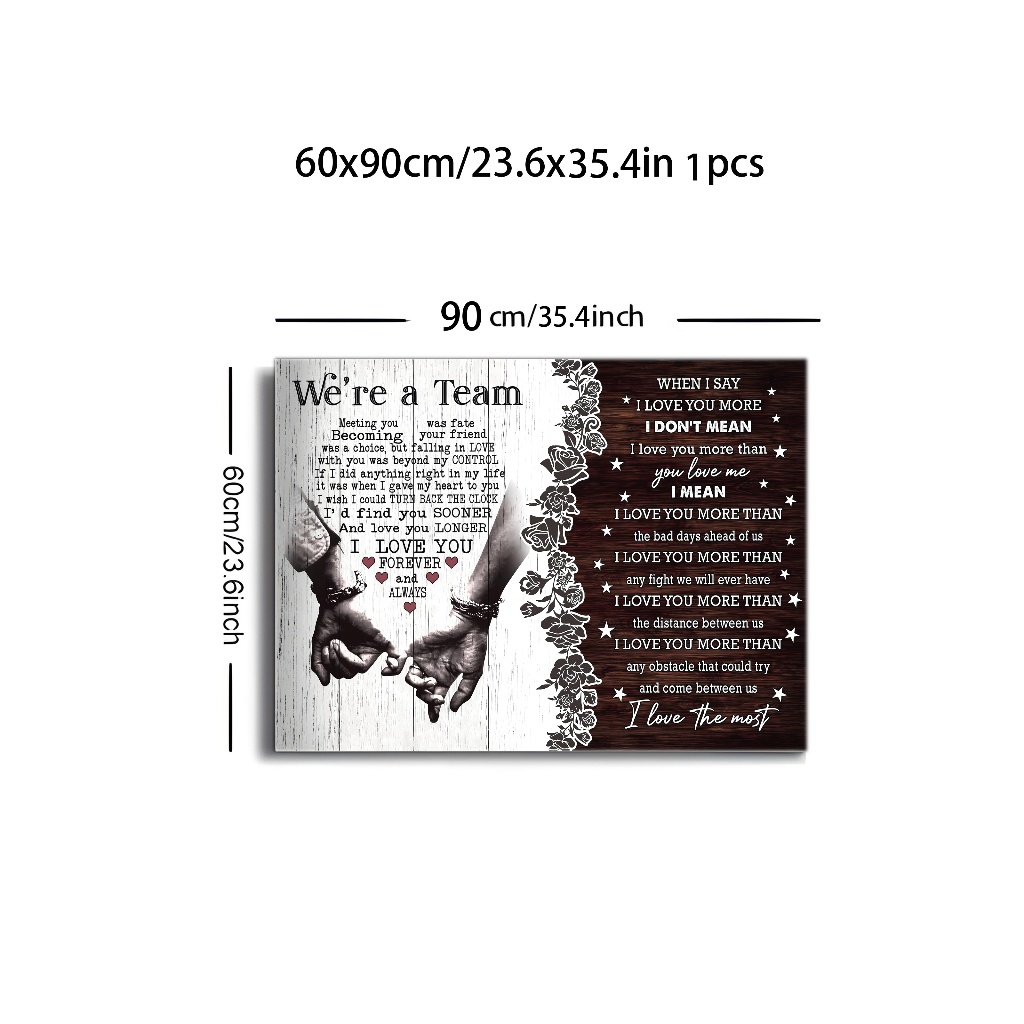 60x90cm/23.6x35.4in 1pcs
90 cm/35.4inch
60cm/23.6inch
We're a Team
Meeting you was fate
Becoming your friend
was a choice, but falling in LOVE
with you was beyond my CONTROL
If I did anything right in my life
it was when I gave my heart to you
I wish I could TURN BACK THE CLOCK
I'd find you SOONER
And love you LONGER
I LOVE YOU
FOREVER
and
ALWAYS
WHEN I SAY
I LOVE YOU MORE
I DON'T MEAN
I love you more than
you love me
I MEAN
I LOVE YOU MORE THAN
the bad days ahead of us
I LOVE YOU MORE THAN
any fight we will ever have
I LOVE YOU MORE THAN
the distance between us
I LOVE YOU MORE THAN
any obstacle that could try
and come between us
I love the most